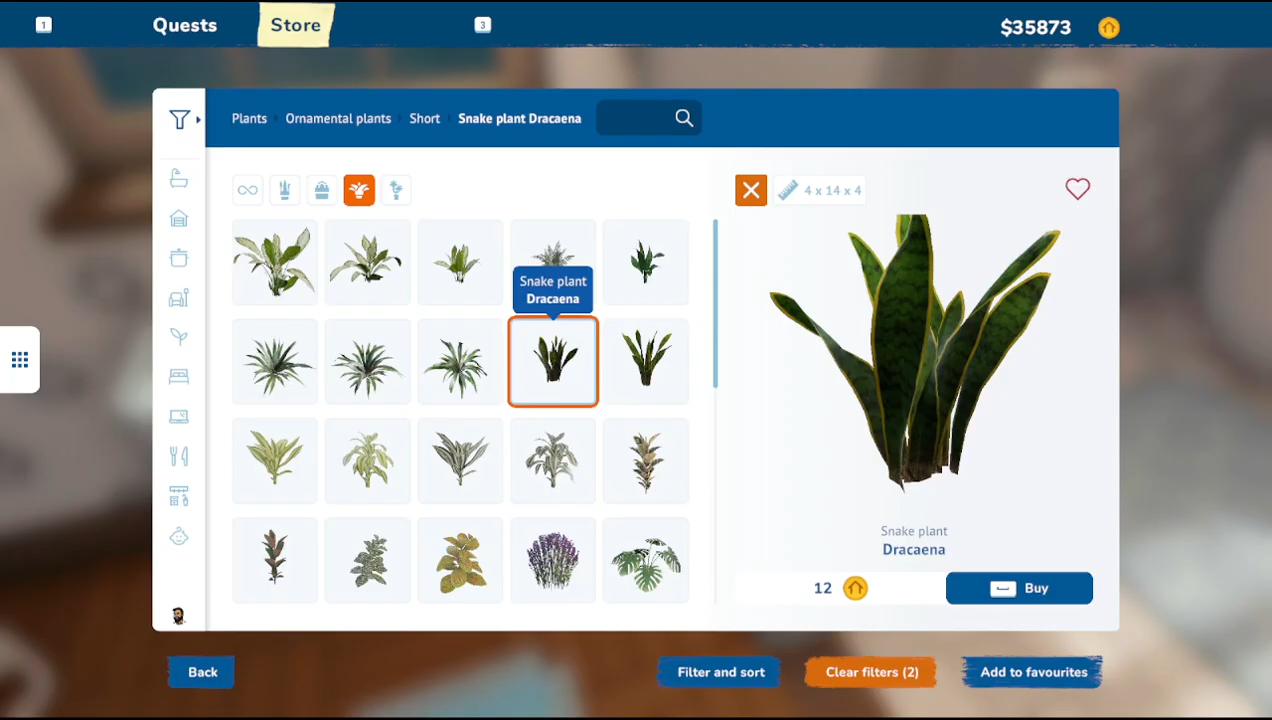 1
Quests
Store
3
$35873
Plants
Ornamental plants
Short
Snake plant Dracaena
4 x 14 x 4
Snake plant
Dracaena
Snake plant
Dracaena
12
Buy
Back
Filter and sort
Clear filters (2)
Add to favourites